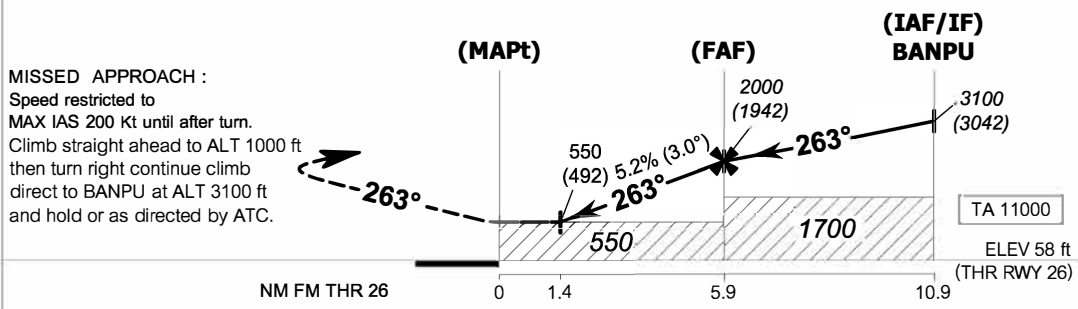 (IAF/IF)
(MAPt)
(FAF)
BANPU
MISSED APPROACH :
Speed restricted to
MAX IAS 200 Kt until after turn.
Climb straight ahead to ALT 1000 ft
then turn right continue climb
direct to BANPU at ALT 3100 ft
and hold or as directed by ATC.
2000
(1942)
3100
(3042)
263°
550
(492)
5.2% (3.0°)
263°
263°
550
1700
TA 11000
ELEV 58 ft
(THR RWY 26)
NM FM THR 26
0
1.4
5.9
10.9